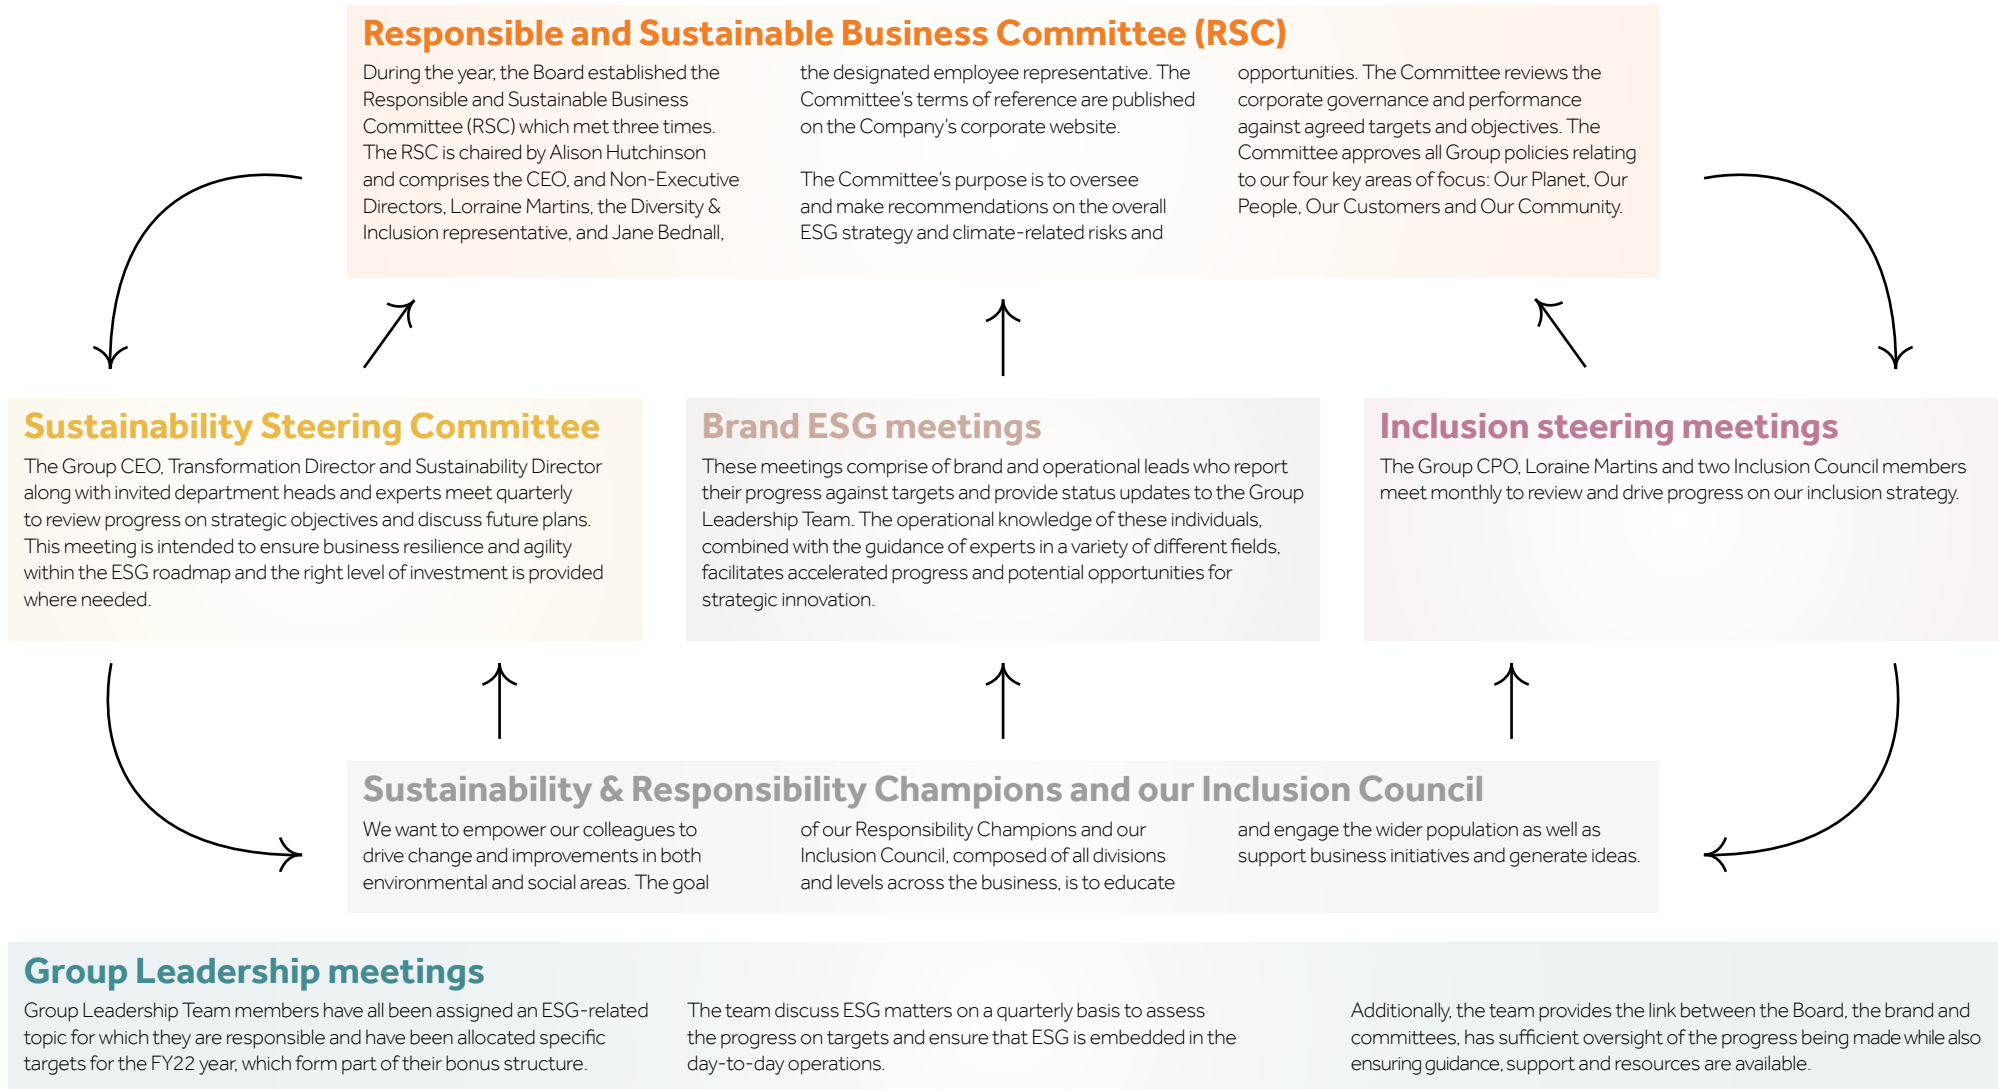 Responsible and Sustainable Business Committee (RSC)
During the year, the Board established the
Responsible and Sustainable Business
Committee (RSC) which met three times.
The RSC is chaired by Alison Hutchinson
and comprises the CEO, and Non-Executive
Directors, Lorraine Martins, the Diversity &
Inclusion representative, and Jane Bednall,
the designated employee representative. The
Committee's terms of reference are published
on the Company's corporate website.
The Committee's purpose is to oversee
and make recommendations on the overall
ESG strategy and climate-related risks and
opportunities. The Committee reviews the
corporate governance and performance
against agreed targets and objectives. The
Committee approves all Group policies relating
to our four key areas of focus: Our Planet, Our
People, Our Customers and Our Community.
Sustainability Steering Committee
The Group CEO, Transformation Director and Sustainability Director
along with invited department heads and experts meet quarterly
to review progress on strategic objectives and discuss future plans.
This meeting is intended to ensure business resilience and agility
within the ESG roadmap and the right level of investment is provided
where needed.
Brand ESG meetings
These meetings comprise of brand and operational leads who report
their progress against targets and provide status updates to the Group
Leadership Team. The operational knowledge of these individuals,
combined with the guidance of experts in a variety of different fields,
facilitates accelerated progress and potential opportunities for
strategic innovation.
Inclusion steering meetings
The Group CPO, Loraine Martins and two Inclusion Council members
meet monthly to review and drive progress on our inclusion strategy.
Sustainability & Responsibility Champions and our Inclusion Council
We want to empower our colleagues to
drive change and improvements in both
environmental and social areas. The goal
of our Responsibility Champions and our
Inclusion Council, composed of all divisions
and levels across the business, is to educate
and engage the wider population as well as
support business initiatives and generate ideas.
Group Leadership meetings
Group Leadership Team members have all been assigned an ESG-related
topic for which they are responsible and have been allocated specific
targets for the FY22 year, which form part of their bonus structure.
The team discuss ESG matters on a quarterly basis to assess
the progress on targets and ensure that ESG is embedded in the
day-to-day operations.
Additionally, the team provides the link between the Board, the brand and
committees, has sufficient oversight of the progress being made while also
ensuring guidance, support and resources are available.